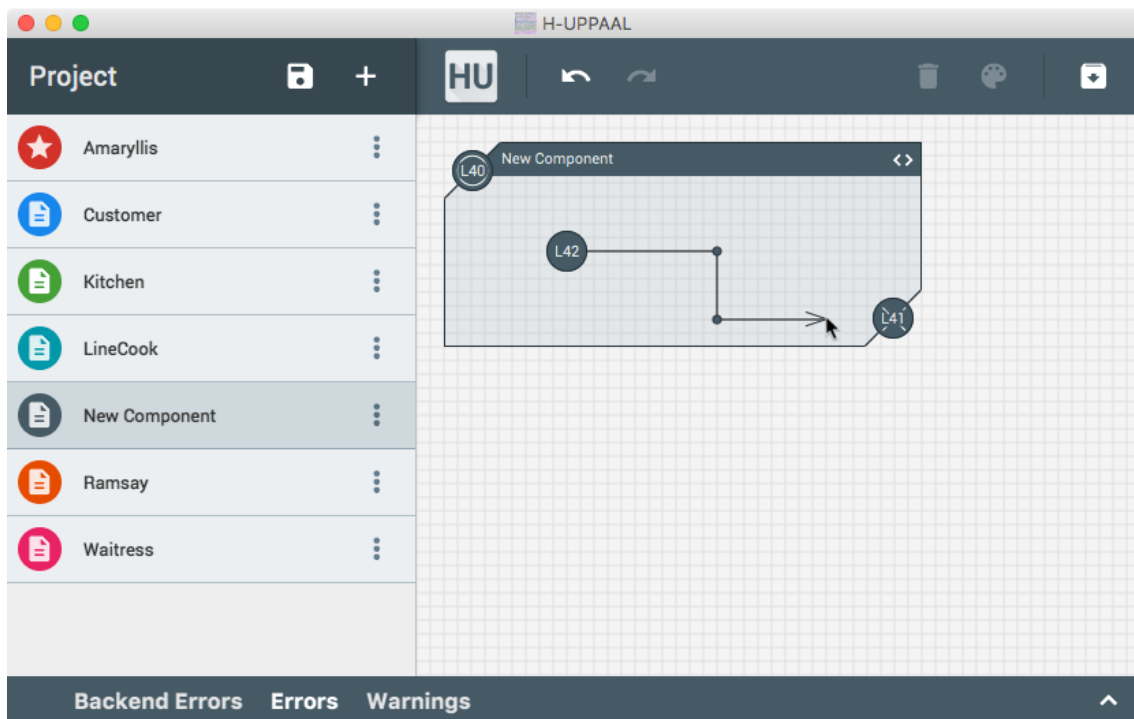 H-UPPAAL
Project
HU
Amaryllis
Customer
Kitchen
LineCook
New Component
Ramsay
Waitress
New Component
<>
L40
L42
L41
Backend Errors Errors Warnings